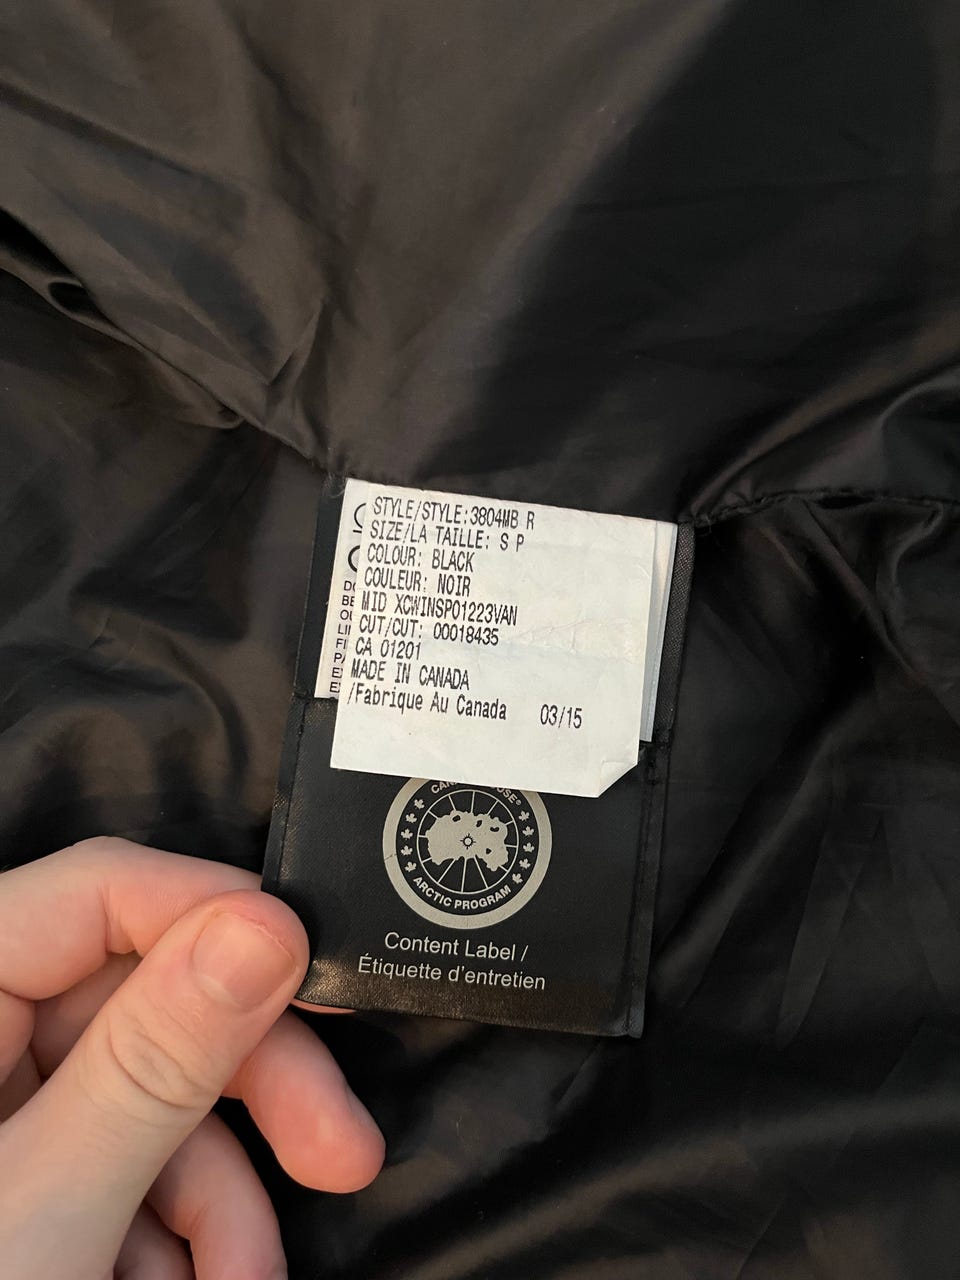 STYLE/STYLE:3804MB R
SIZE/LA TAILLE: S P
COLOUR: BLACK
COULEUR: NOIR
MID XCWINSP01223VAN
CUT/CUT: 00018435
CA 01201
MADE IN CANADA
/Fabrique Au Canada 03/15
ARCTIC PROGRAM
Content Label /
Étiquette d'entretien